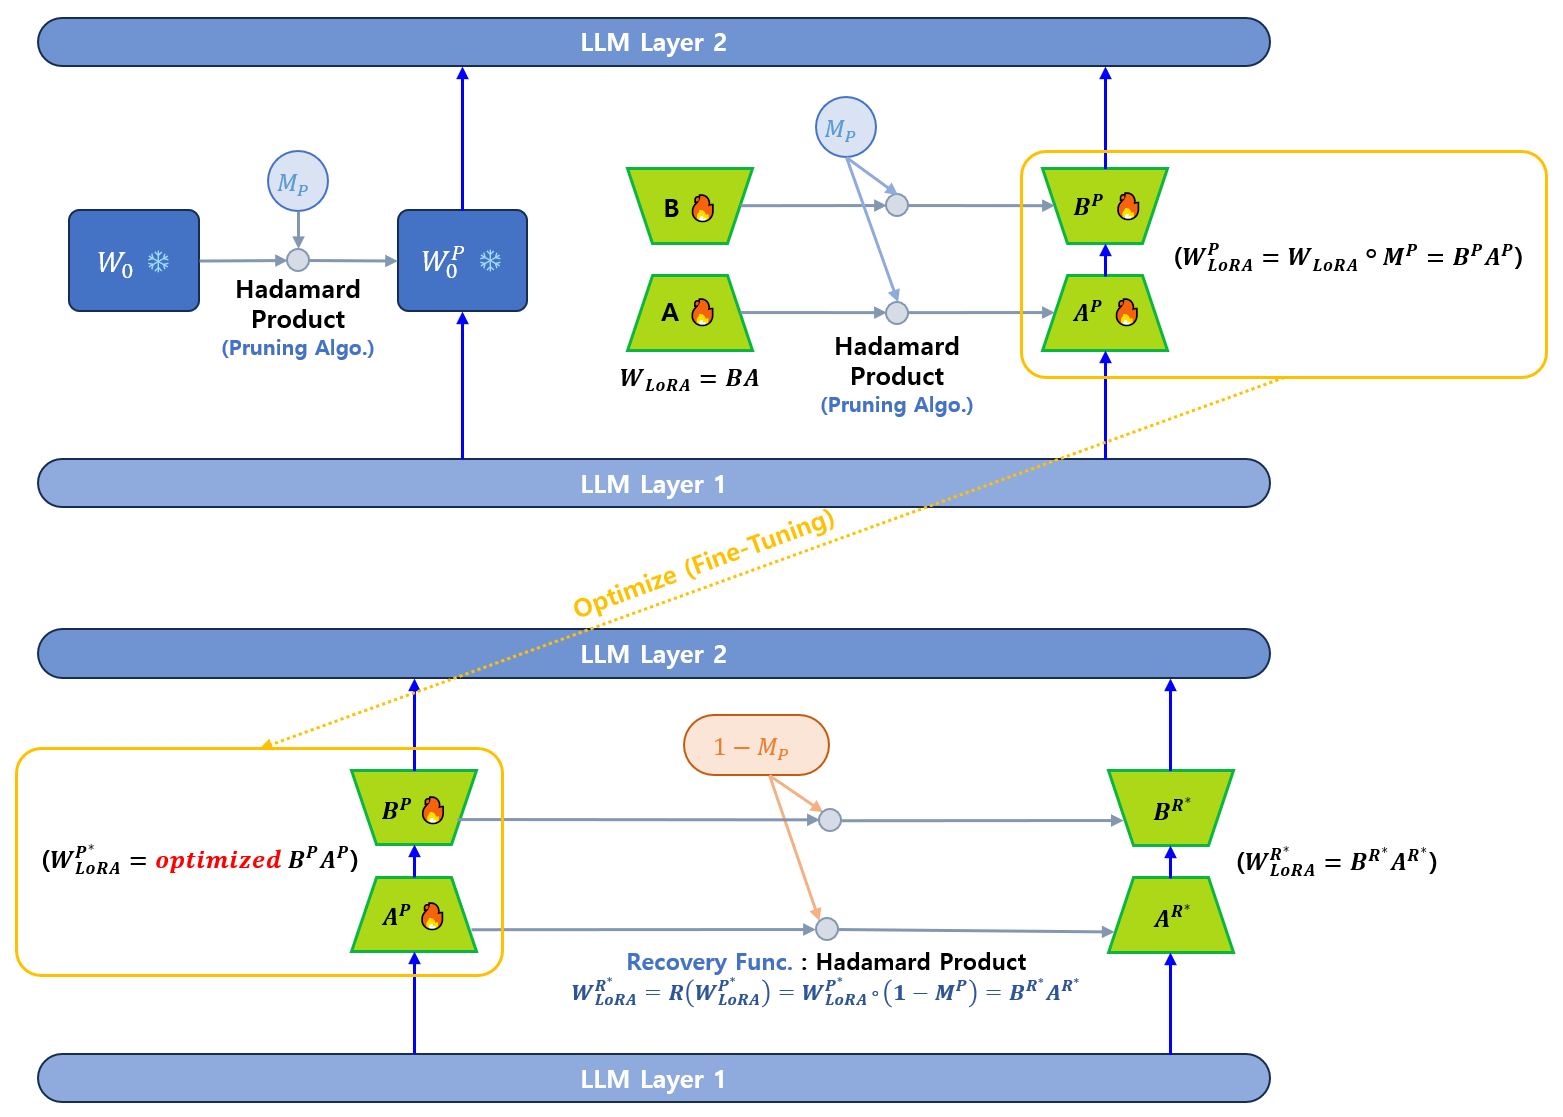 LLM Layer 2
M_P
M_P
W_0
W_0^P
B
B^P
(W_{LoRA}^P = W_{LoRA} ∘ M^P = B^P A^P)
A
A^P
Hadamard
Product
(Pruning Algo.)
Hadamard
Product
(Pruning Algo.)
W_{LoRA} = BA
LLM Layer 1
Optimize (Fine-Tuning)
LLM Layer 2
1 − M_P
B^P
B^{R*}
(W_{LoRA}^{P*} = optimized B^P A^P)
(W_{LoRA}^{R*} = B^{R*} A^{R*})
A^P
A^{R*}
Recovery Func. : Hadamard Product
W_{LoRA}^{R*} = R(W_{LoRA}^{P*}) = W_{LoRA}^{P*} ∘ (1 − M^P) = B^{R*} A^{R*}
LLM Layer 1